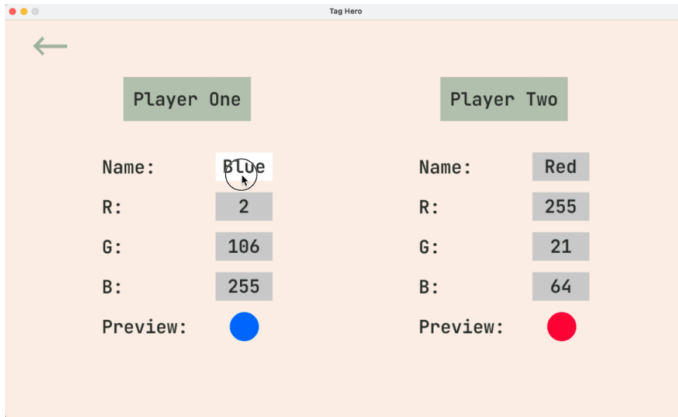 Tag Hero
Player One
Name: Blue
R: 2
G: 106
B: 255
Preview:
Player Two
Name: Red
R: 255
G: 21
B: 64
Preview: